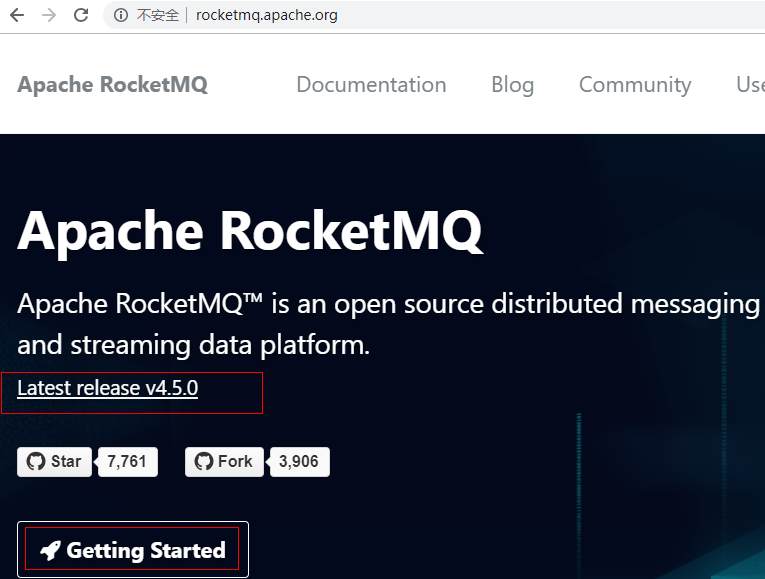 不安全 rocketmq.apache.org
Apache RocketMQ Documentation Blog Community Use
Apache RocketMQ
Apache RocketMQ™ is an open source distributed messaging
and streaming data platform.
Latest release v4.5.0
Star 7,761 Fork 3,906
Getting Started